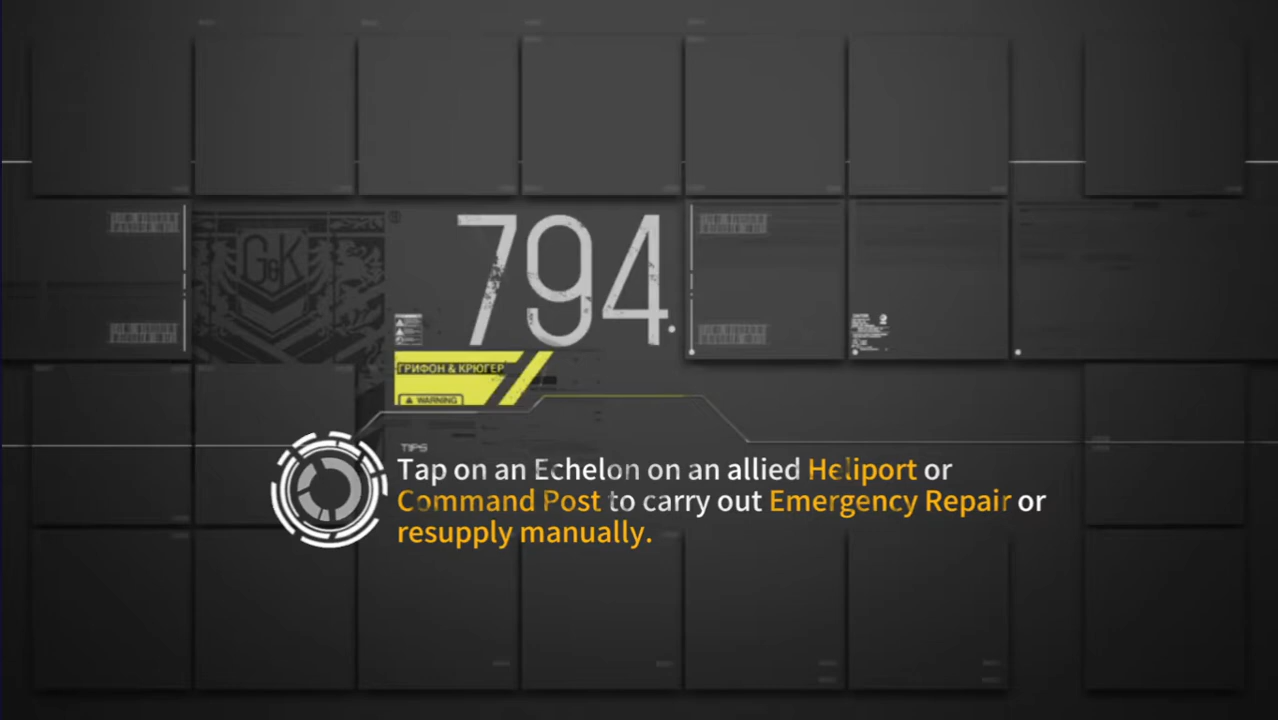 G&K
794.
ГРИФОН & КРЮГЕР
WARNING
TIPS
Tap on an Echelon on an allied Heliport or
Command Post to carry out Emergency Repair or
resupply manually.